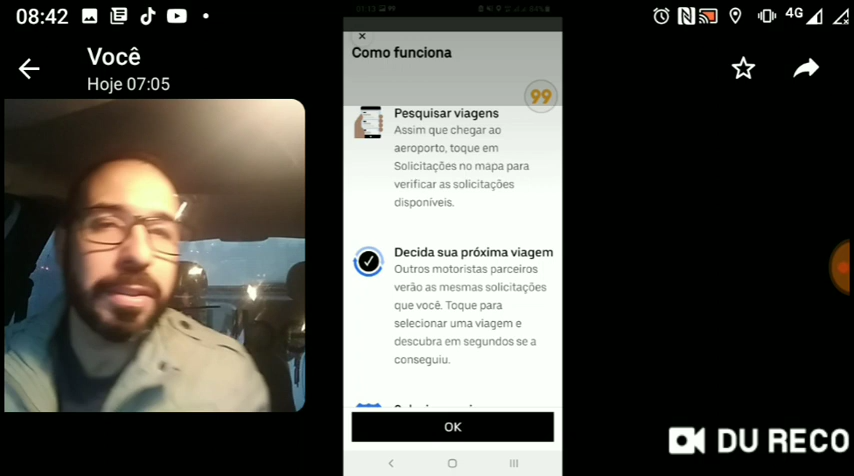 08:42
4G
Você
Hoje 07:05
Como funciona
99
Pesquisar viagens
Assim que chegar ao
aeroporto, toque em
Solicitações no mapa para
verificar as solicitações
disponíveis.
Decida sua próxima viagem
Outros motoristas parceiros
verão as mesmas solicitações
que você. Toque para
selecionar uma viagem e
descubra em segundos se a
conseguiu.
OK
DU RECO